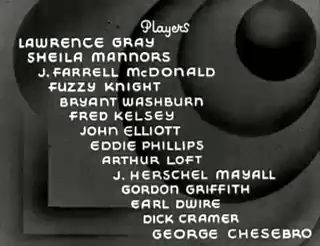 Players
LAWRENCE GRAY
SHEILA MANNORS
J. FARRELL McDONALD
FUZZY KNIGHT
BRYANT WASHBURN
FRED KELSEY
JOHN ELLIOTT
EDDIE PHILLIPS
ARTHUR LOFT
J. HERSCHEL MAYALL
GORDON GRIFFITH
EARL DWIRE
DICK CRAMER
GEORGE CHESEBRO